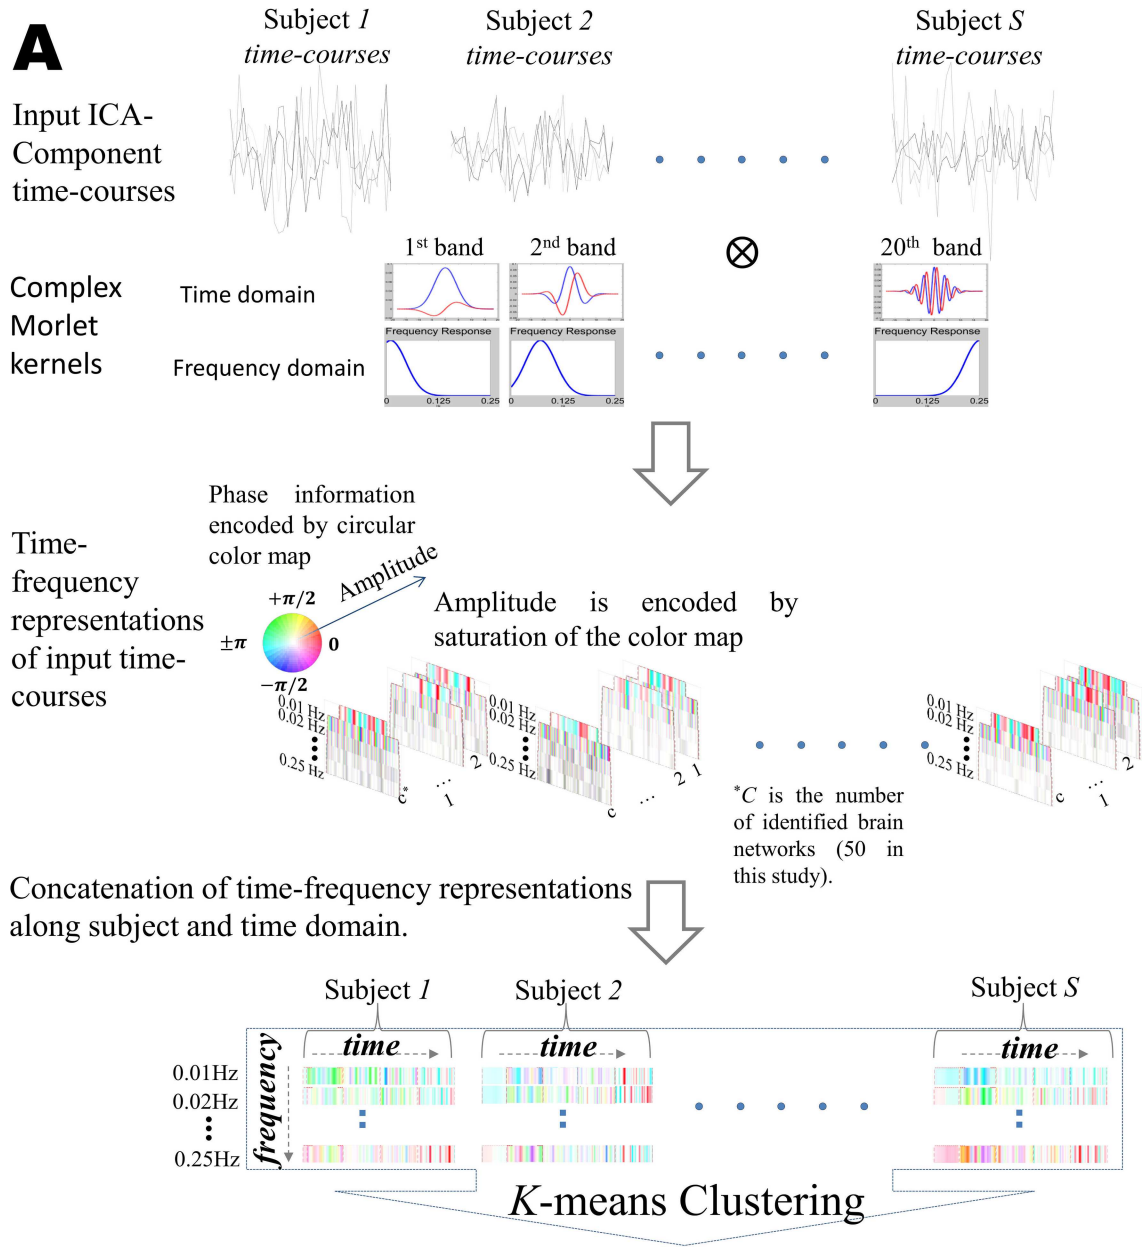 A
Subject 1
time-courses
Subject 2
time-courses
Subject S
time-courses
Input ICA-
Component
time-courses
1st band
2nd band
20th band
Complex
Morlet
kernels
Time domain
Frequency Response
Frequency Response
Frequency Response
Frequency domain
0 0.125 0.25
0 0.125 0.25
0 0.125 0.25
Phase information
encoded by circular
color map
Amplitude
Time-
frequency
representations
of input time-
courses
+π/2
±π
0
−π/2
Amplitude is encoded by
saturation of the color map
0.01 Hz
0.02 Hz
0.25 Hz
c*
...
1
2
0.01 Hz
0.02 Hz
0.25 Hz
c
...
2
1
0.01 Hz
0.02 Hz
0.25 Hz
c
...
1
2
*C is the number
of identified brain
networks (50 in
this study).
Concatenation of time-frequency representations
along subject and time domain.
Subject 1
Subject 2
Subject S
time
time
time
frequency
0.01Hz
0.02Hz
0.25Hz
K-means Clustering